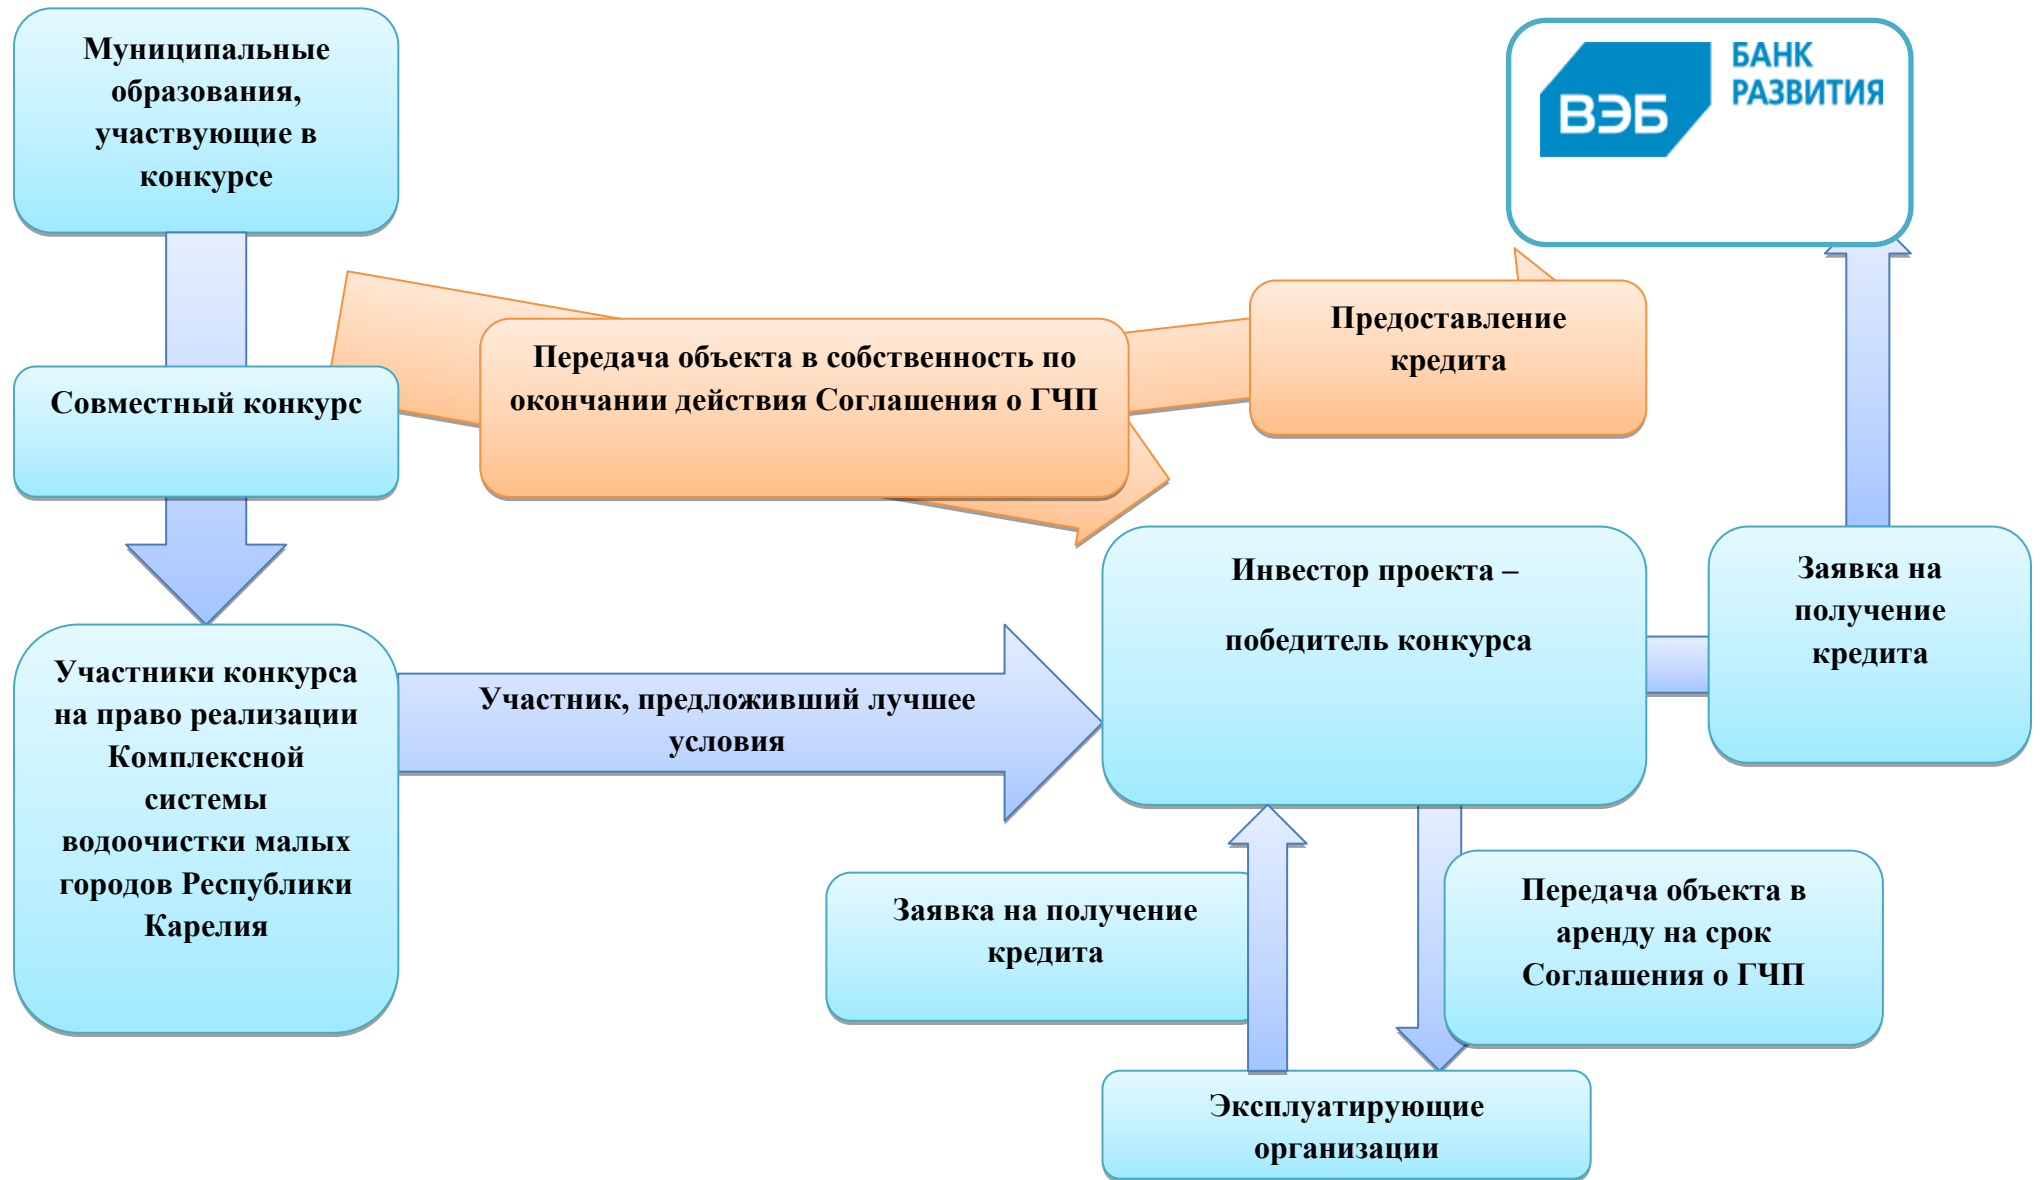 Муниципальные
образования,
участвующие в
конкурсе
ВЭБ
БАНК
РАЗВИТИЯ
Предоставление
кредита
Передача объекта в собственность по
окончании действия Соглашения о ГЧП
Совместный конкурс
Инвестор проекта –
победитель конкурса
Заявка на
получение
кредита
Участники конкурса
на право реализации
Комплексной
системы
водоочистки малых
городов Республики
Карелия
Участник, предложивший лучшее
условия
Заявка на получение
кредита
Передача объекта в
аренду на срок
Соглашения о ГЧП
Эксплуатирующие
организации